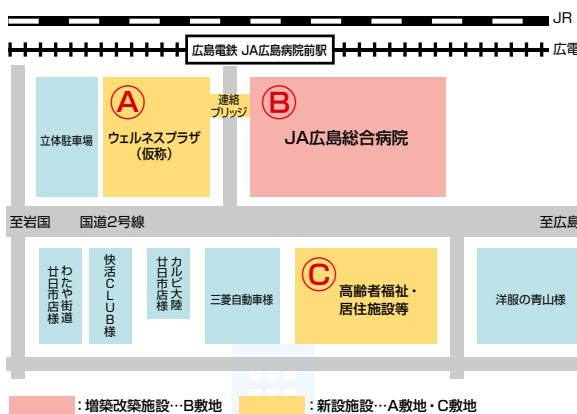 JR
広島電鉄 JA広島病院前駅
広電
A
連絡
ブリッジ
B
立体駐車場
ウェルネスプラザ
(仮称)
JA広島総合病院
至岩国
国道2号線
至広島
わたや街道
廿日市店様
快活CLUB様
カルビ大陸
廿日市店様
三菱自動車様
C
高齢者福祉・
居住施設等
洋服の青山様
：増築改築施設…B敷地
：新設施設…A敷地・C敷地